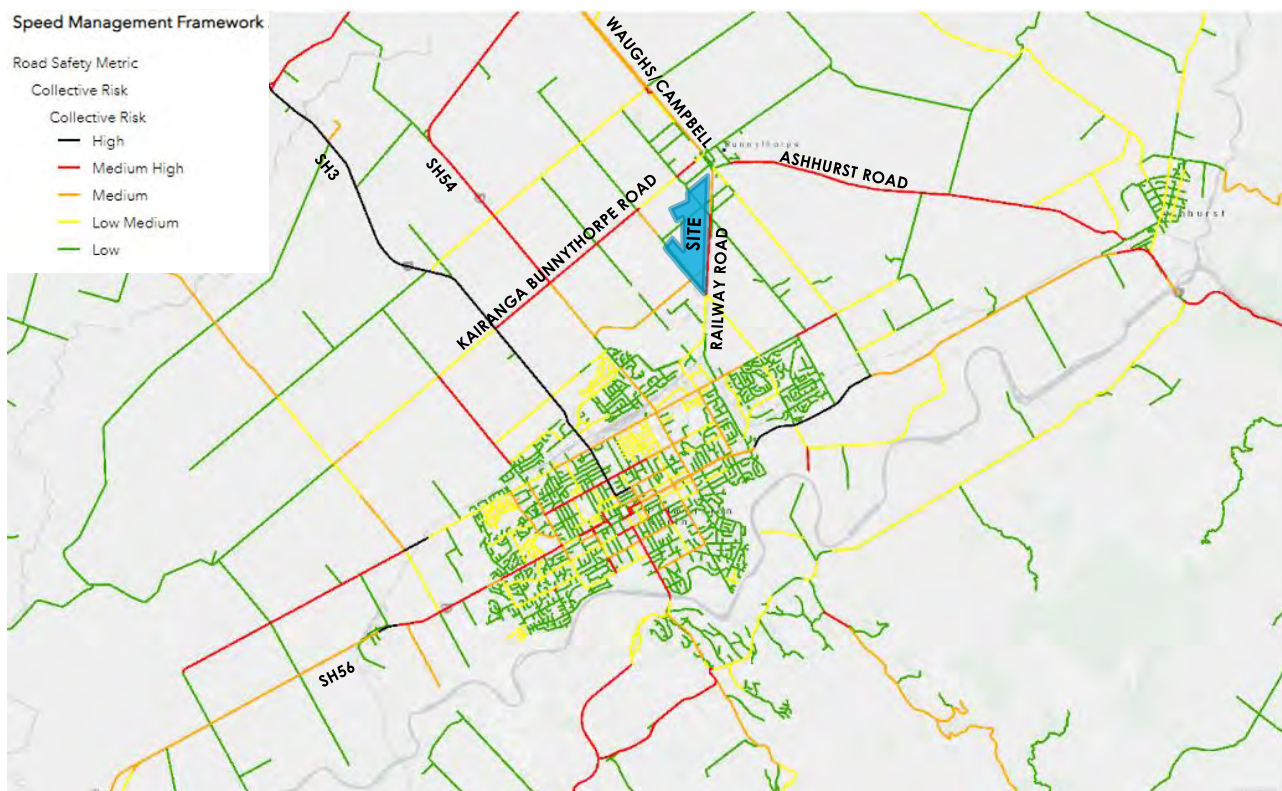 Speed Management Framework
Road Safety Metric
Collective Risk
Collective Risk
High
Medium High
Medium
Low Medium
Low
WAUGHS/CAMPBELL
SH3
SH54
Bunnythorpe
ASHHURST ROAD
KAIRANGA BUNNYTHORPE ROAD
SITE
RAILWAY ROAD
SH56